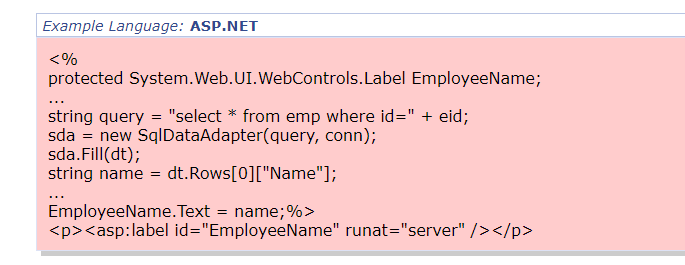 Example Language: ASP.NET
<%
protected System.Web.UI.WebControls.Label EmployeeName;
...
string query = "select * from emp where id=" + eid;
sda = new SqlDataAdapter(query, conn);
sda.Fill(dt);
string name = dt.Rows[0]["Name"];
...
EmployeeName.Text = name;%>
<p><asp:label id="EmployeeName" runat="server" /></p>